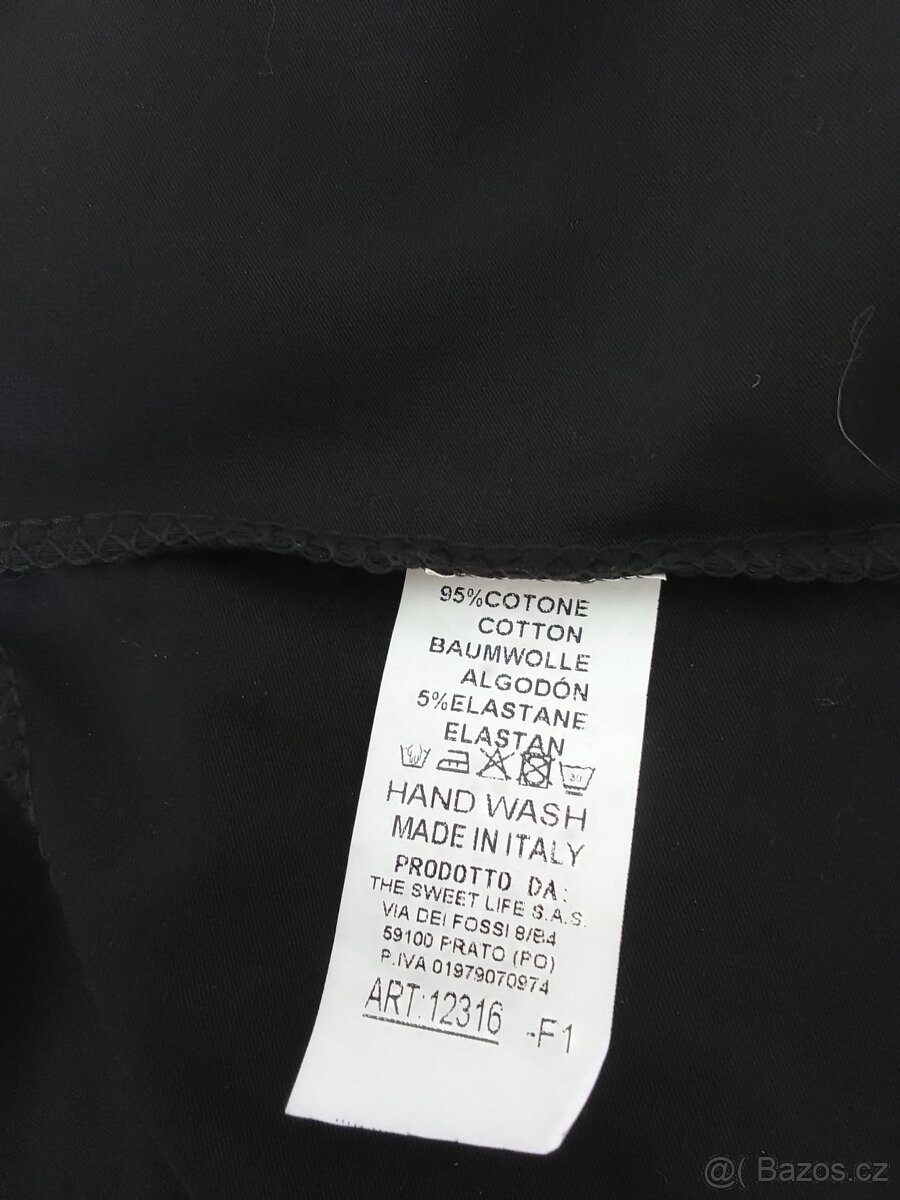 95%COTONE
COTTON
BAUMWOLLE
ALGODÓN
5%ELASTANE
ELASTAN
30
HAND WASH
MADE IN ITALY
PRODOTTO DA:
THE SWEET LIFE S.A.S.
VIA DEI FOSSI 8/B4
59100 PRATO (PO)
P.IVA 01979070974
ART:12316 -F1
@( Bazos.cz